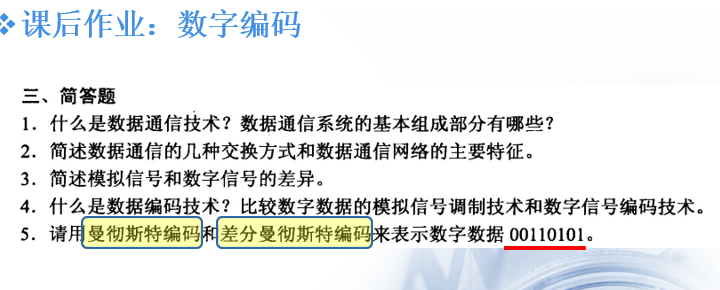 ❖课后作业：数字编码
三、简答题
1. 什么是数据通信技术？数据通信系统的基本组成部分有哪些？
2. 简述数据通信的几种交换方式和数据通信网络的主要特征。
3. 简述模拟信号和数字信号的差异。
4. 什么是数据编码技术？比较数字数据的模拟信号调制技术和数字信号编码技术。
5. 请用曼彻斯特编码和差分曼彻斯特编码来表示数字数据 00110101。